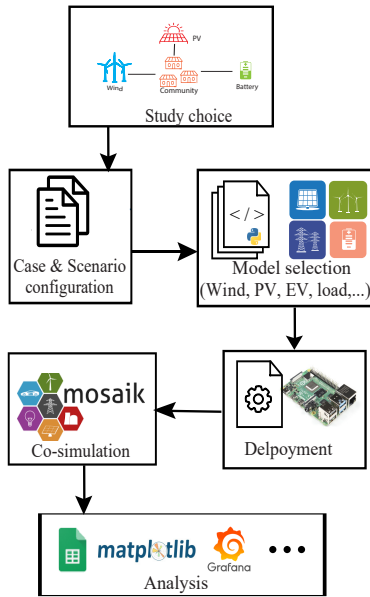 PV
Wind
Community
Battery
Study choice
Case & Scenario
configuration
</>
Model selection
(Wind, PV, EV, load,...)
mosaik
Co-simulation
Delpoyment
matplotlib
Grafana
Analysis